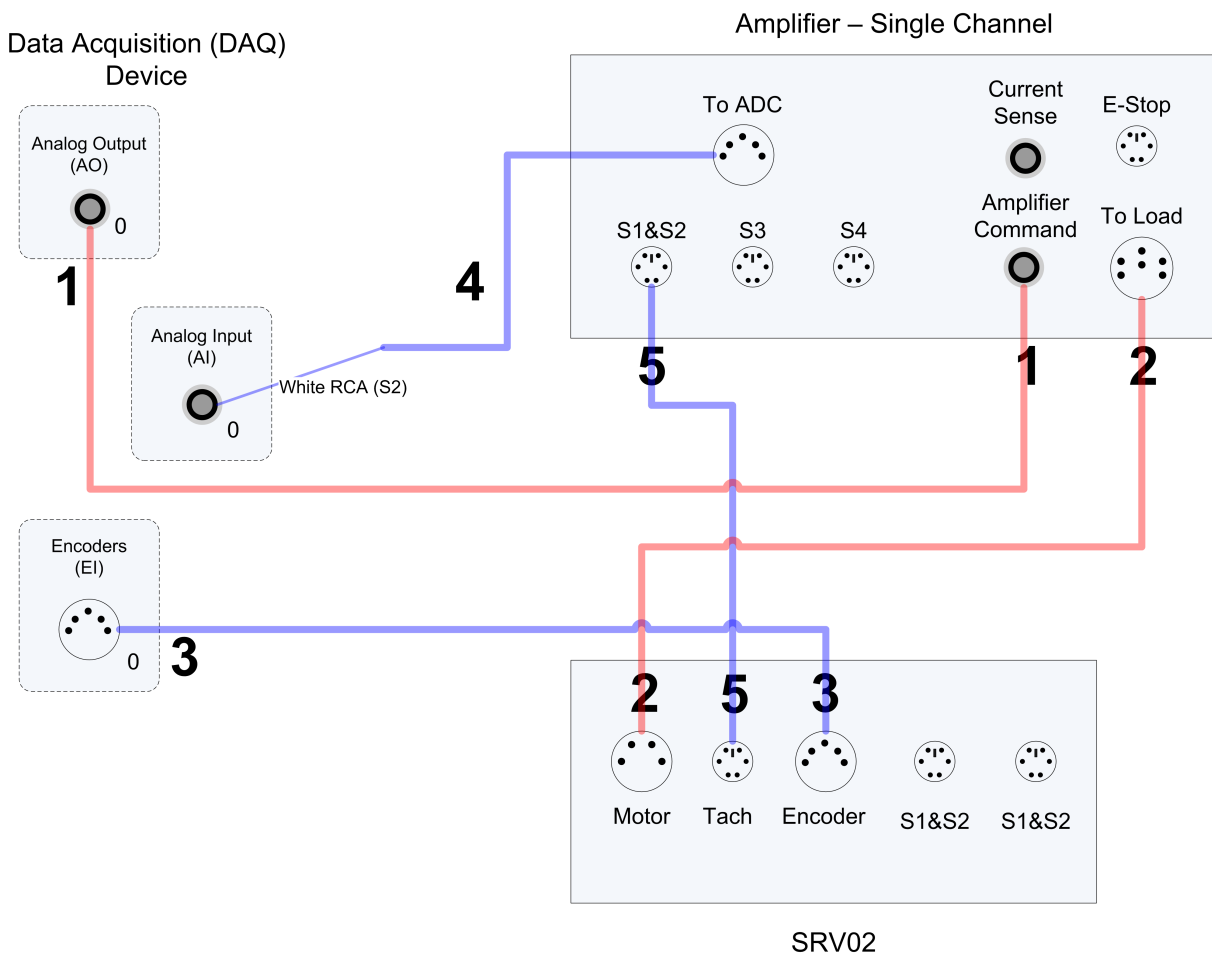 Data Acquisition (DAQ)
Device
Analog Output
(AO)
0
1
Analog Input
(AI)
0
White RCA (S2)
4
Encoders
(EI)
0
3
Amplifier – Single Channel
To ADC
Current
Sense
E-Stop
S1&S2
S3
S4
Amplifier
Command
To Load
5
1
2
2
5
3
Motor
Tach
Encoder
S1&S2
S1&S2
SRV02